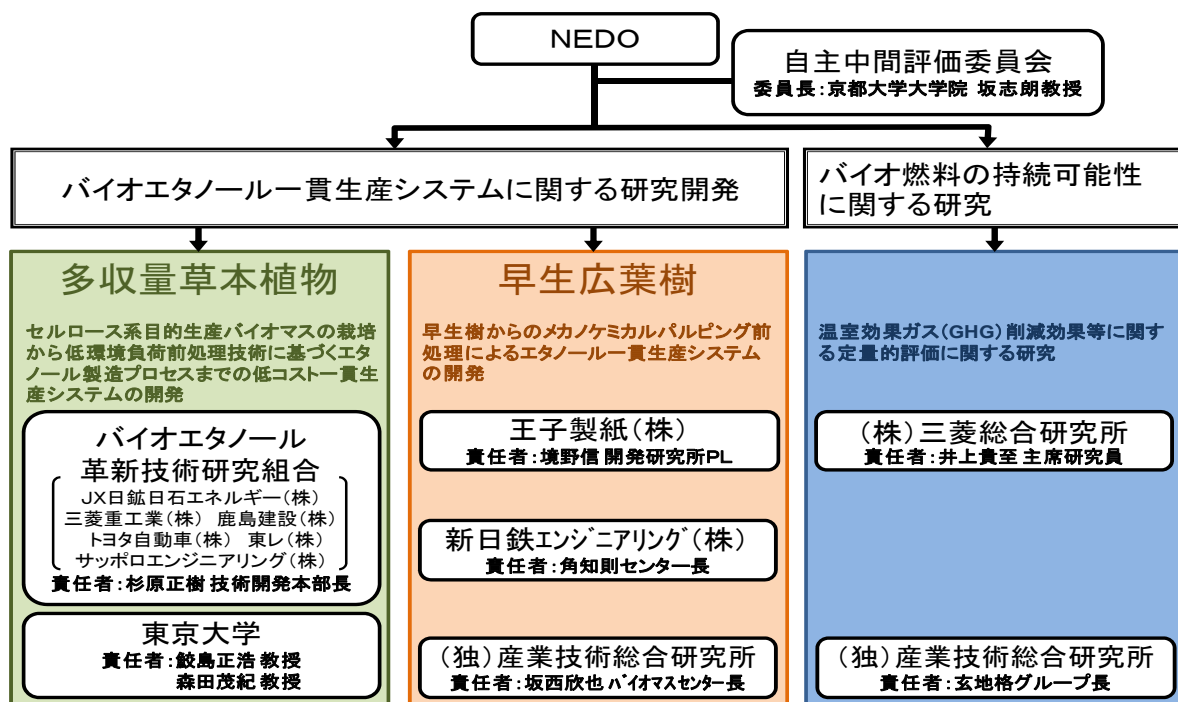 NEDO
自主中間評価委員会
委員長:京都大学大学院 坂志朗教授
バイオエタノール一貫生産システムに関する研究開発
バイオ燃料の持続可能性
に関する研究
多収量草本植物
セルロース系目的生産バイオマスの栽培
から低環境負荷前処理技術に基づくエタ
ノール製造プロセスまでの低コスト一貫生
産システムの開発
バイオエタノール
革新技術研究組合
JX日鉱日石エネルギー(株)
三菱重工業(株) 鹿島建設(株)
トヨタ自動車(株) 東レ(株)
サッポロエンジニアリング(株)
責任者:杉原正樹 技術開発本部長
東京大学
責任者:鮫島正浩 教授
森田茂紀 教授
早生広葉樹
早生樹からのメカノケミカルパルピング前
処理によるエタノール一貫生産システム
の開発
王子製紙(株)
責任者:境野信 開発研究所PL
新日鉄エンジニアリング(株)
責任者:角知則センター長
(独)産業技術総合研究所
責任者:坂西欣也 バイオマスセンター長
温室効果ガス(GHG)削減効果等に関す
る定量的評価に関する研究
(株)三菱総合研究所
責任者:井上貴至 主席研究員
(独)産業技術総合研究所
責任者:玄地格グループ長